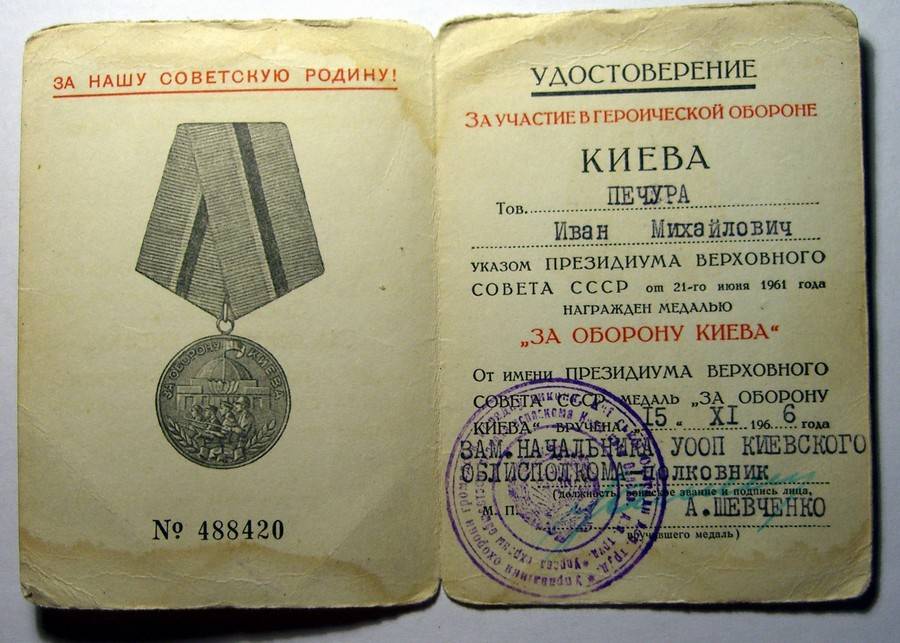 ЗА НАШУ СОВЕТСКУЮ РОДИНУ!
ЗА ОБОРОНУ КИЕВА
№ 488420
УДОСТОВЕРЕНИЕ
ЗА УЧАСТИЕ В ГЕРОИЧЕСКОЙ ОБОРОНЕ
КИЕВА
Тов. ПЕЧУРА
Иван Михайлович
УКАЗОМ ПРЕЗИДИУМА ВЕРХОВНОГО
СОВЕТА СССР от 21-го июня 1961 года
НАГРАЖДЕН МЕДАЛЬЮ
„ЗА ОБОРОНУ КИЕВА“
От имени ПРЕЗИДИУМА ВЕРХОВНОГО
СОВЕТА СССР МЕДАЛЬ „ЗА ОБОРОНУ
КИЕВА“ ВРУЧЕНА „15“ XI 1966 года
ЗАМ. НАЧАЛЬНИКА УООП КИЕВСКОГО
ОБЛИСПОЛКОМА-полковник
(должность, воинское звание и подпись лица,
М. П. А.ШЕВЧЕНКО
вручившего медаль)